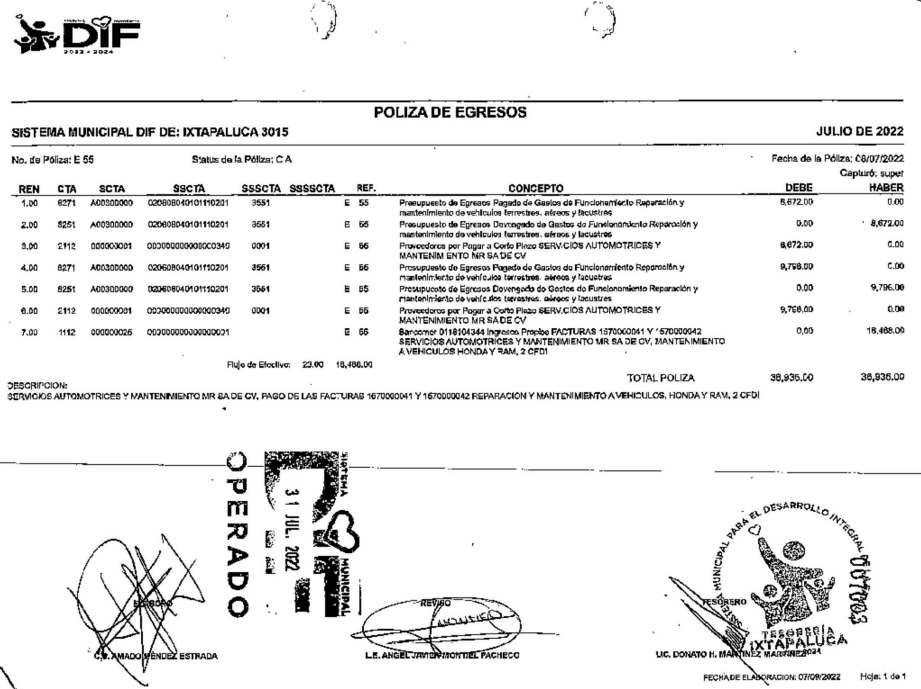 DIF
2022 - 2024
POLIZA DE EGRESOS
SISTEMA MUNICIPAL DIF DE: IXTAPALUCA 3015 JULIO DE 2022
No. de Póliza: E 55 Status de la Póliza: C A Fecha de la Póliza: 08/07/2022
Capturó: super
REN CTA SCTA SSCTA SSSCTA SSSSCTA REF. CONCEPTO DEBE HABER
1.00 8271 A00300000 020608040101110201 3551 E 55 Presupuesto de Egresos Pagado de Gastos de Funcionamiento Reparación y 8,672.00 0.00
mantenimiento de vehículos terrestres, aéreos y lacustres
2.00 8251 A00300000 020608040101110201 3551 E 55 Presupuesto de Egresos Devengado de Gastos de Funcionamiento Reparación y 0.00 8,672.00
mantenimiento de vehículos terrestres, aéreos y lacustres
3.00 2112 000000001 000000000000000340 0001 E 55 Proveedores por Pagar a Corto Plazo SERVICIOS AUTOMOTRICES Y 8,672.00 0.00
MANTENIMIENTO MR SA DE CV
4.00 8271 A00300000 020608040101110201 3551 E 55 Presupuesto de Egresos Pagado de Gastos de Funcionamiento Reparación y 9,796.00 0.00
mantenimiento de vehículos terrestres, aéreos y lacustres
5.00 8251 A00300000 020608040101110201 3551 E 55 Presupuesto de Egresos Devengado de Gastos de Funcionamiento Reparación y 0.00 9,796.00
mantenimiento de vehículos terrestres, aéreos y lacustres
6.00 2112 000000001 000000000000000340 0001 E 55 Proveedores por Pagar a Corto Plazo SERVICIOS AUTOMOTRICES Y 9,796.00 0.00
MANTENIMIENTO MR SA DE CV
7.00 1112 000000025 000000000000000001 E 55 Bancomer 0118104344 Ingresos Propios FACTURAS 1670000041 Y 1670000042 0.00 18,468.00
SERVICIOS AUTOMOTRICES Y MANTENIMIENTO MR SA DE CV, MANTENIMIENTO
A VEHICULOS HONDA Y RAM, 2 CFDI
Flujo de Efectivo: 23.00 18,468.00
TOTAL POLIZA 36,936.00 36,936.00
DESCRIPCION:
SERVICIOS AUTOMOTRICES Y MANTENIMIENTO MR SA DE CV, PAGO DE LAS FACTURAS 1670000041 Y 1670000042 REPARACION Y MANTENIMIENTO A VEHICULOS, HONDA Y RAM, 2 CFDI
OPERADO
SISTEMA MUNICIPAL
31 JUL. 2022
SISTEMA MUNICIPAL PARA EL DESARROLLO INTEGRAL
TESORERÍA
IXTAPALUCA
ELABORO REVISO TESORERO
C.P. AMADO MENDEZ ESTRADA L.E. ANGEL JAVIER MONTIEL PACHECO LIC. DONATO H. MARTINEZ MARTINEZ
FECHA DE ELABORACION: 07/09/2022 Hoja: 1 de 1